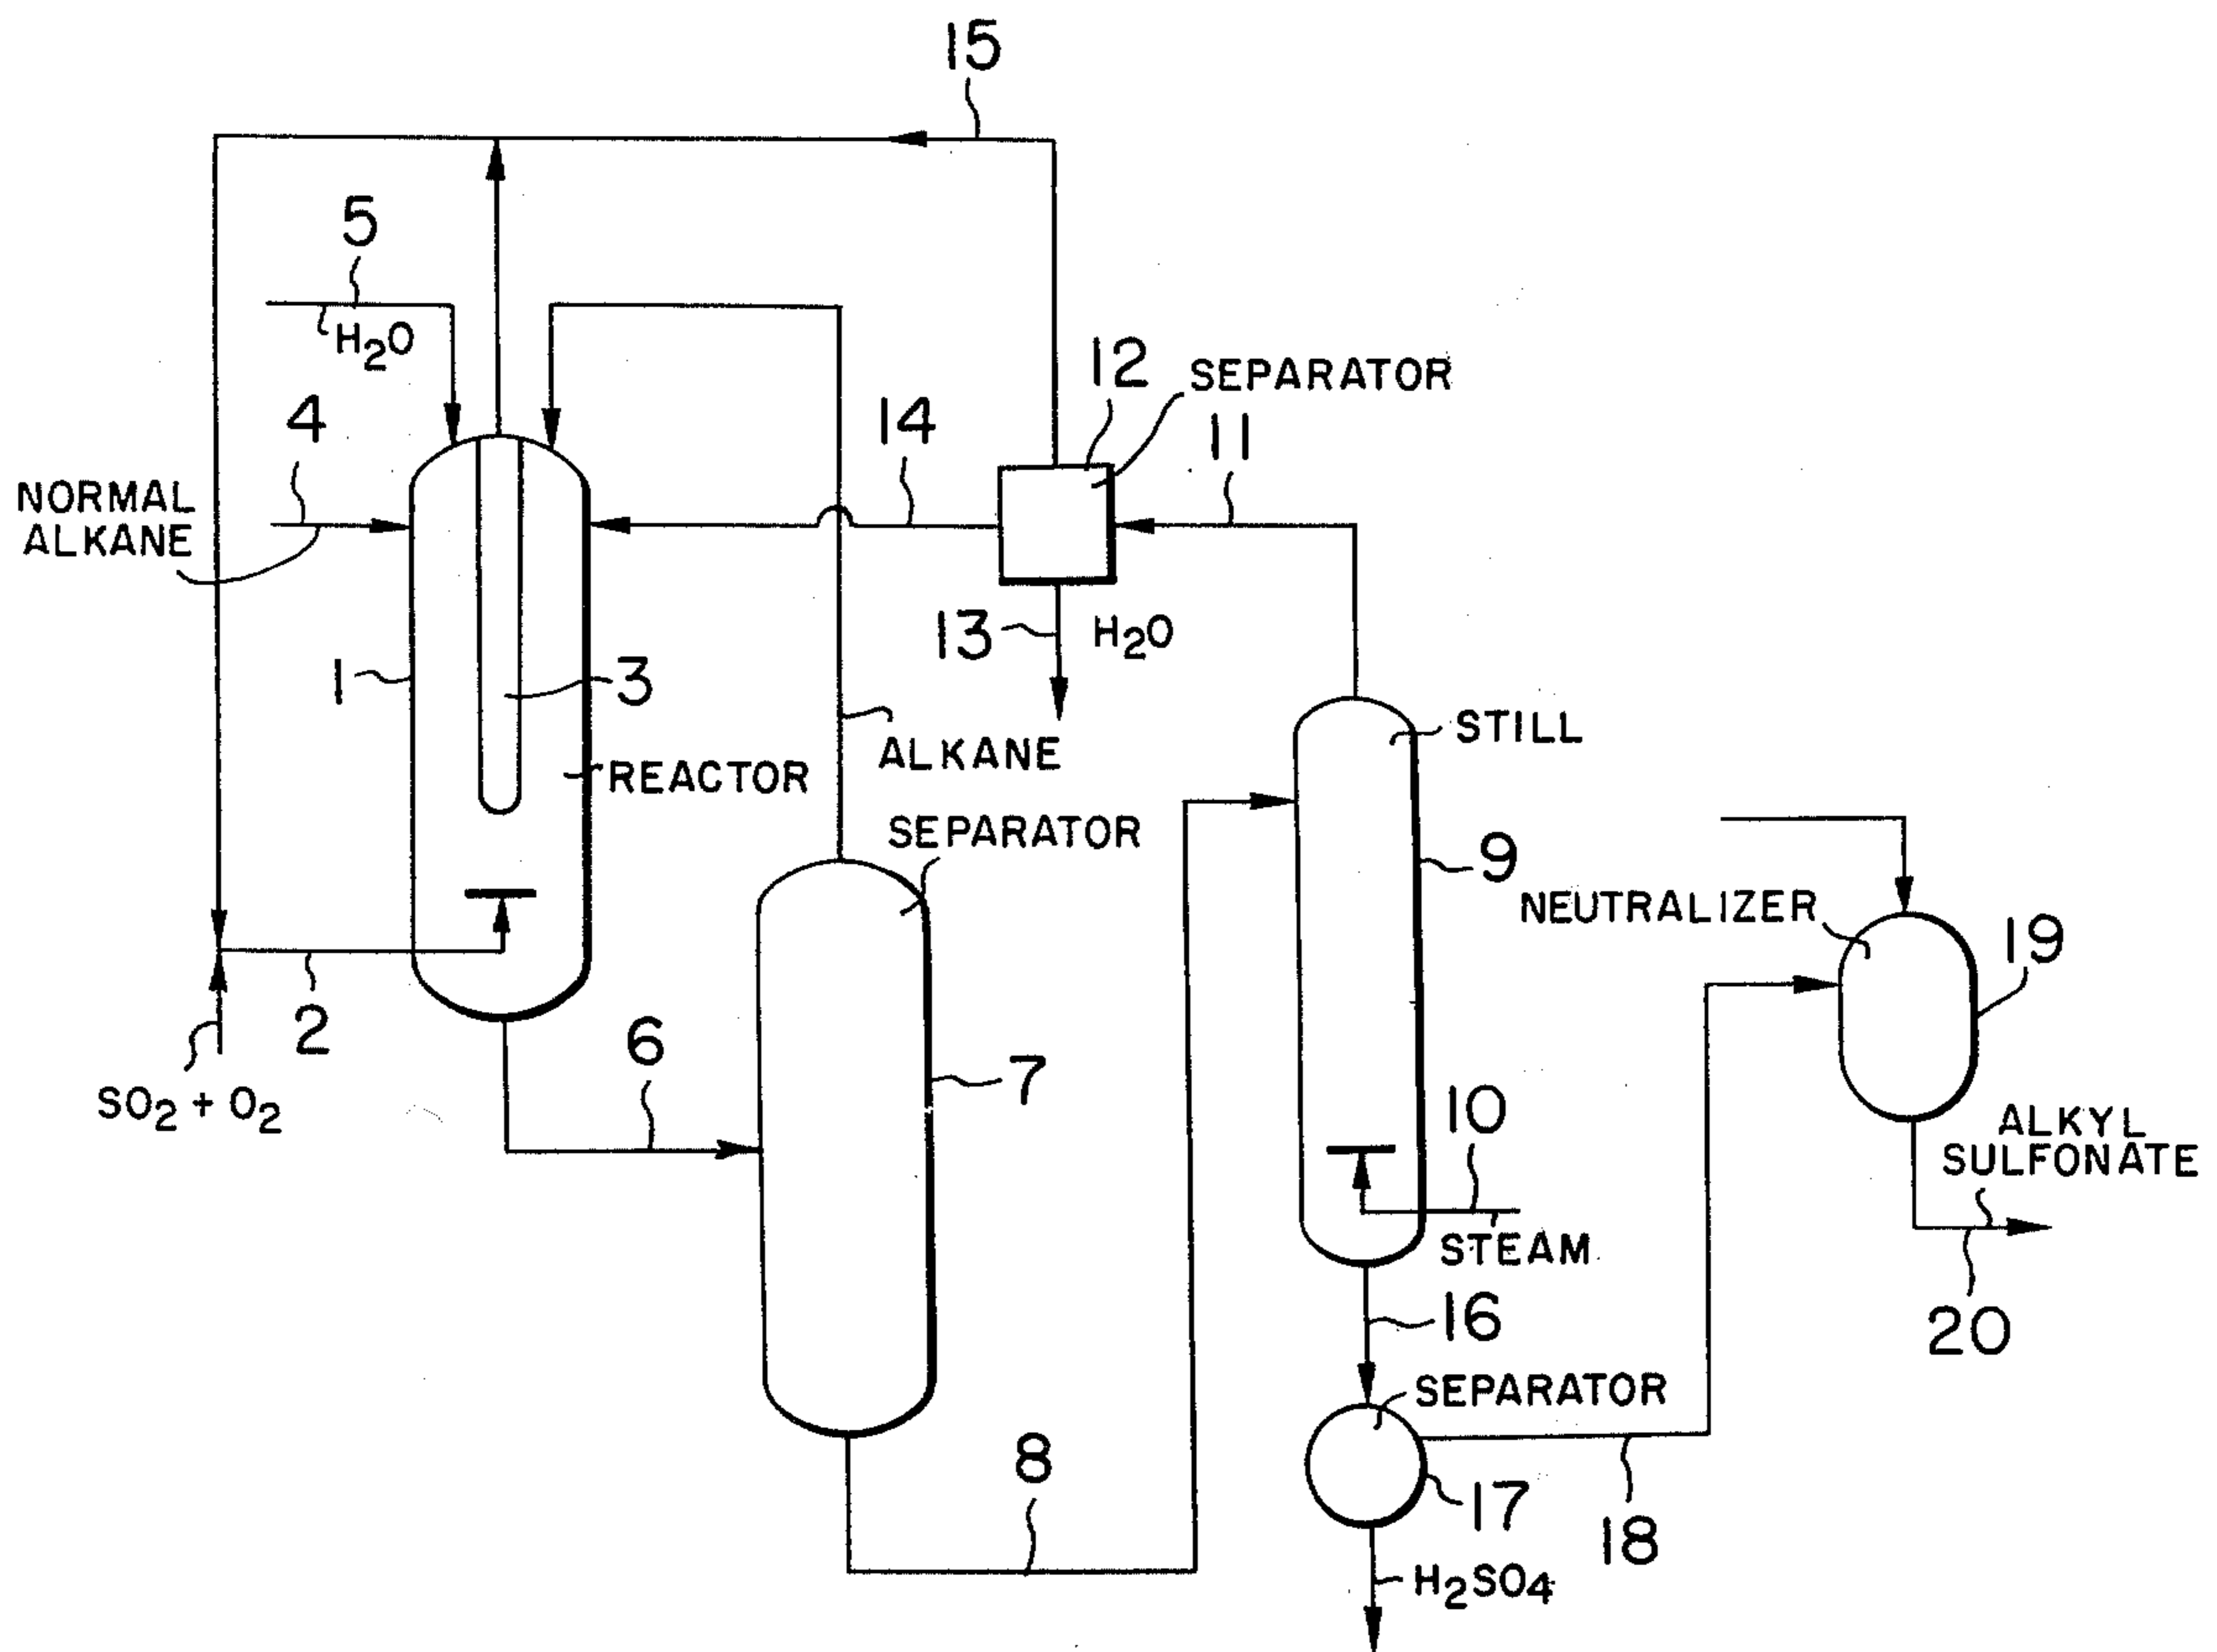 15
5
H2O
12
SEPARATOR
4
14
11
NORMAL
ALKANE
13
H2O
1
3
STILL
ALKANE
REACTOR
SEPARATOR
9
NEUTRALIZER
19
2
6
7
SO2 + O2
10
ALKYL
SULFONATE
STEAM
16
20
SEPARATOR
8
17
18
H2SO4